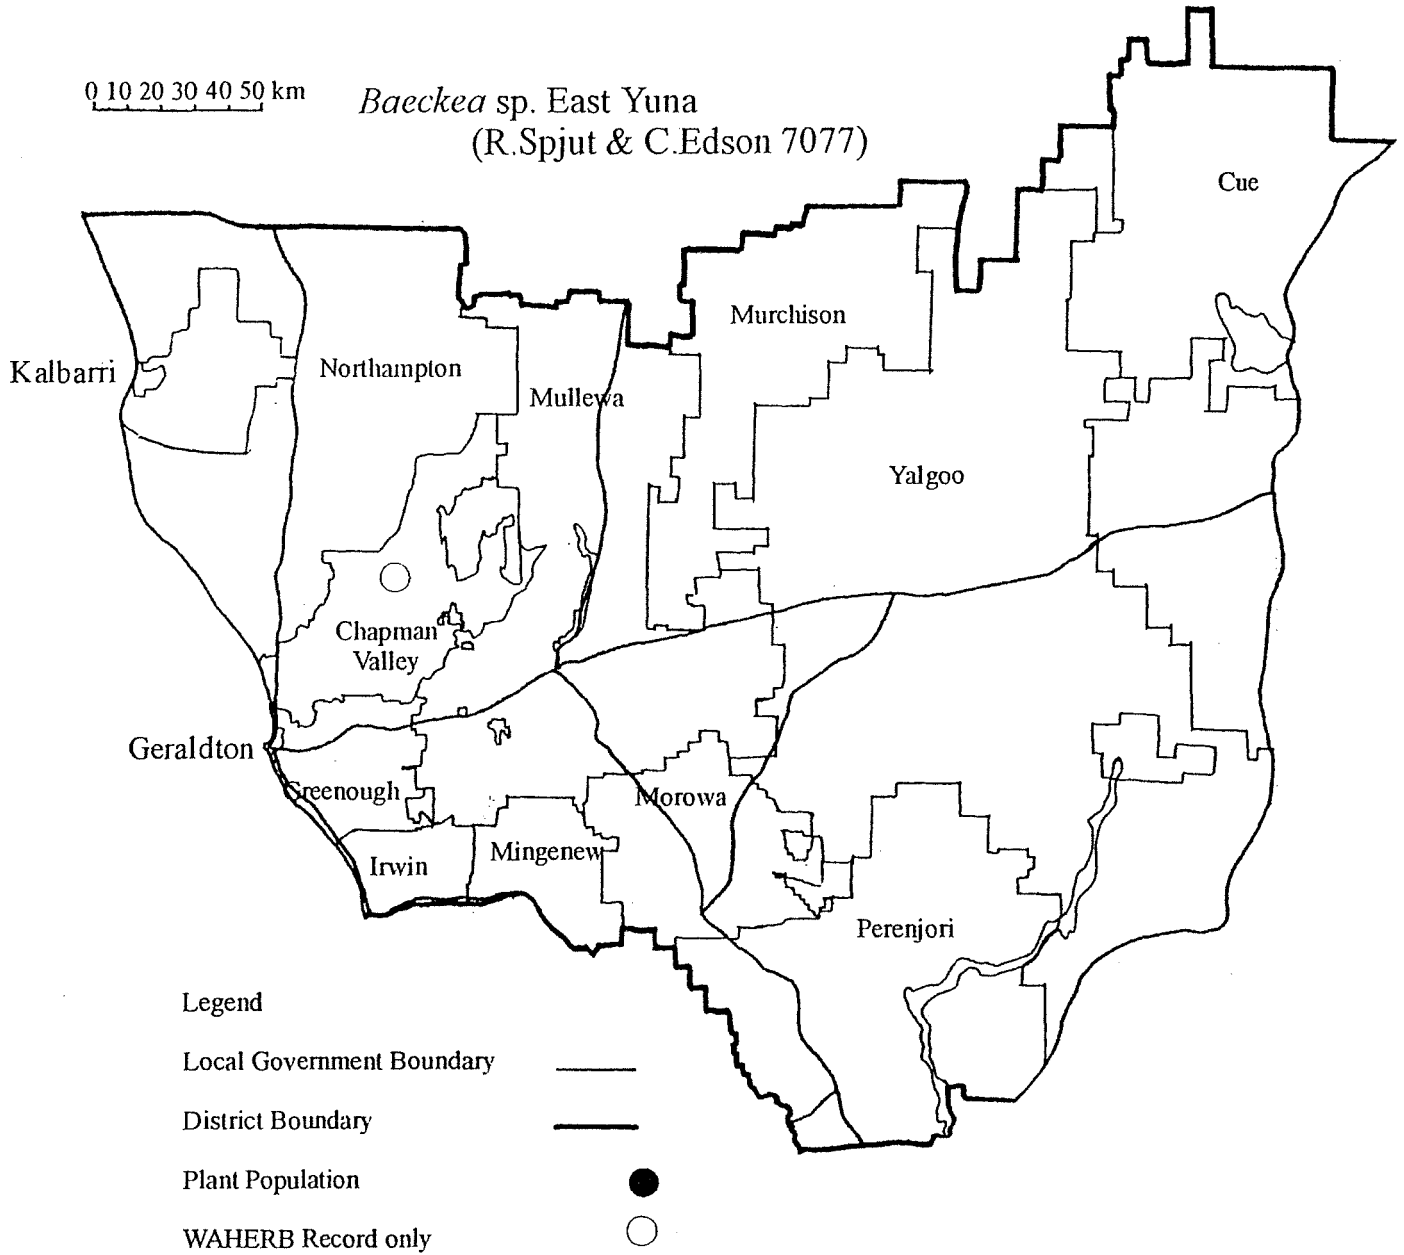 0 10 20 30 40 50 km
Baeckea sp. East Yuna
(R.Spjut & C.Edson 7077)
Cue
Murchison
Kalbarri
Northampton
Mullewa
Yalgoo
Chapman
Valley
Geraldton
Greenough
Morowa
Irwin
Mingenew
Perenjori
Legend
Local Government Boundary
District Boundary
Plant Population
WAHERB Record only